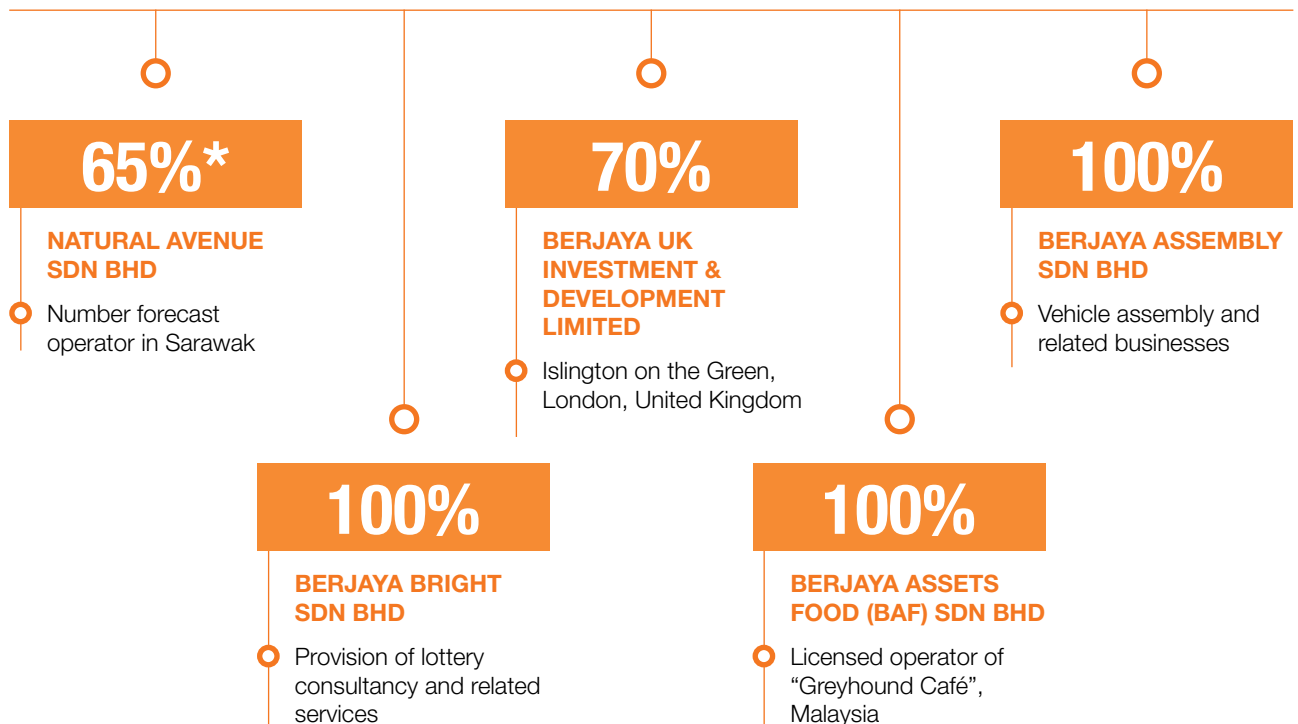 65%*
NATURAL AVENUE
SDN BHD
Number forecast
operator in Sarawak
70%
BERJAYA UK
INVESTMENT &
DEVELOPMENT
LIMITED
Islington on the Green,
London, United Kingdom
100%
BERJAYA ASSEMBLY
SDN BHD
Vehicle assembly and
related businesses
100%
BERJAYA BRIGHT
SDN BHD
Provision of lottery
consultancy and related
services
100%
BERJAYA ASSETS
FOOD (BAF) SDN BHD
Licensed operator of
“Greyhound Café”,
Malaysia